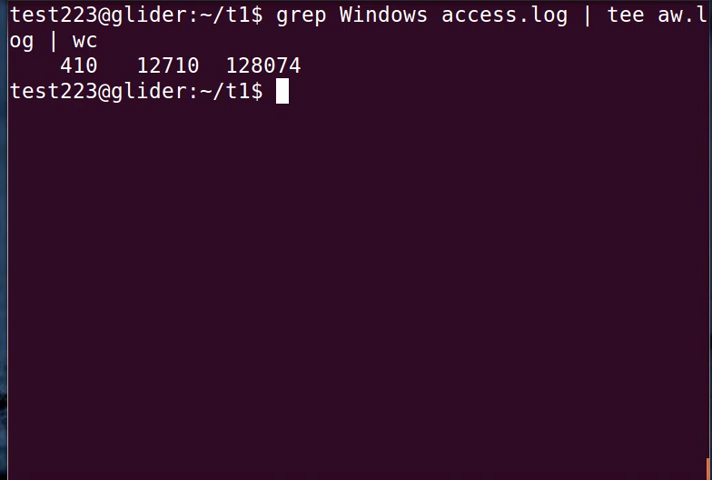 test223@glider:~/t1$ grep Windows access.log | tee aw.l
og | wc
    410   12710  128074
test223@glider:~/t1$